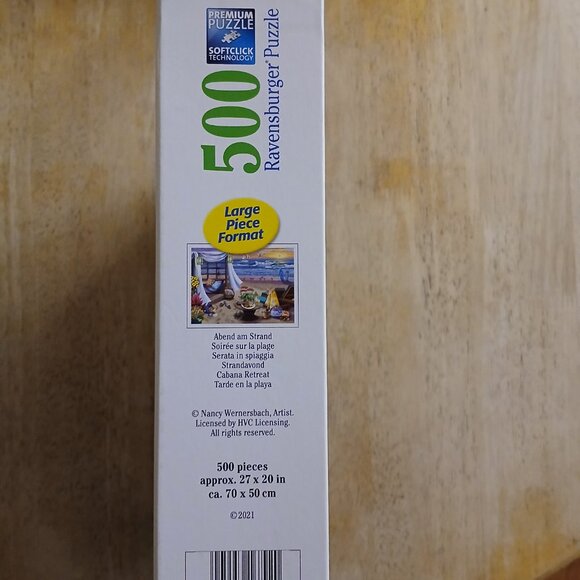 PREMIUM
PUZZLE
SOFTCLICK
TECHNOLOGY
500
Ravensburger® Puzzle
Large
Piece
Format
Abend am Strand
Soirée sur la plage
Serata in spiaggia
Strandavond
Cabana Retreat
Tarde en la playa
© Nancy Wernersbach, Artist.
Licensed by HVC Licensing.
All rights reserved.
500 pieces
approx. 27 x 20 in
ca. 70 x 50 cm
©2021